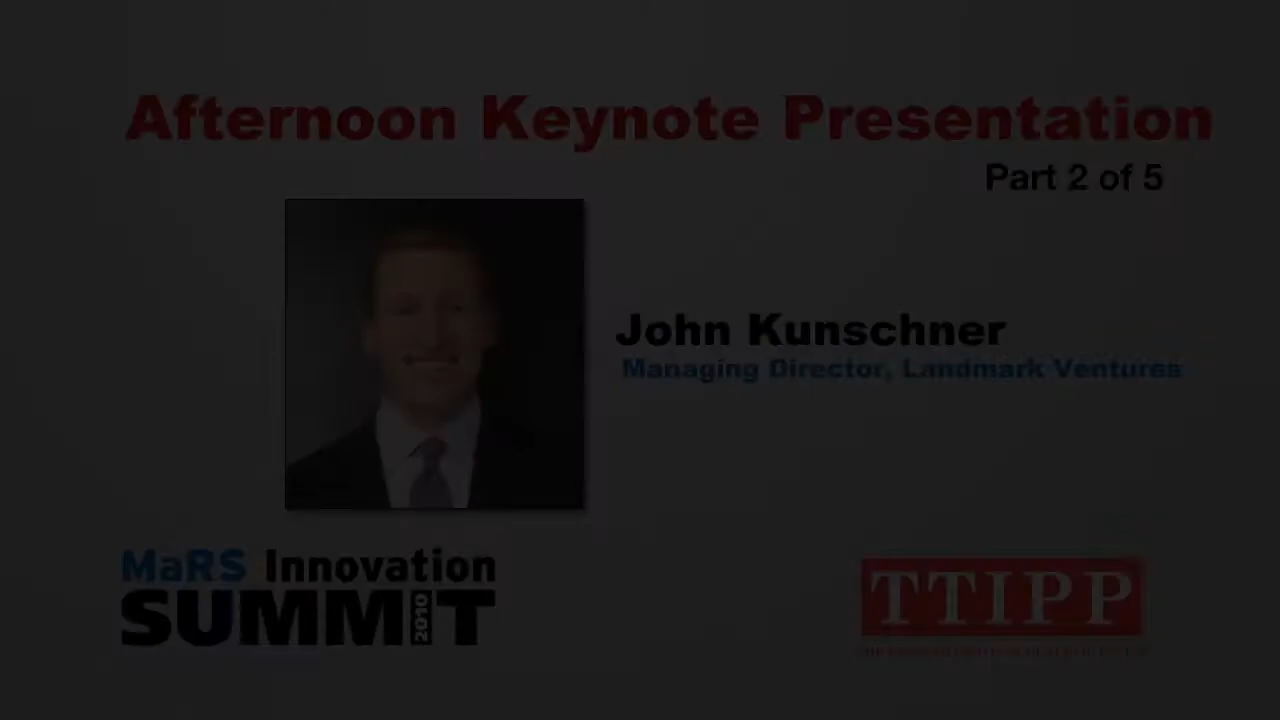 Afternoon Keynote Presentation
Part 2 of 5
John Kunschner
Managing Director, Landmark Ventures
MaRS Innovation
SUMMIT 2010
TTIPP